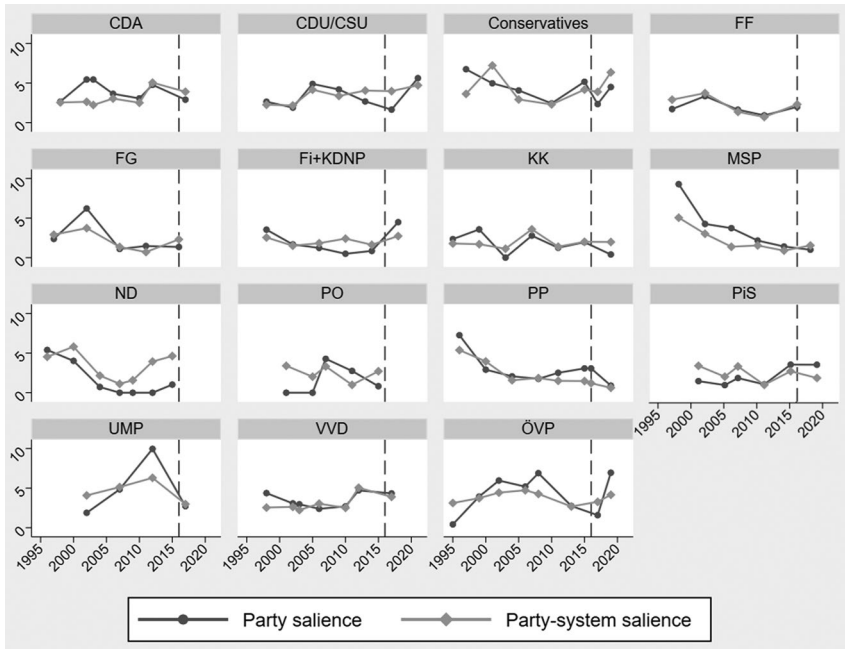 CDA CDU/CSU Conservatives FF
10
5
0
FG Fi+KDNP KK MSP
10
5
0
ND PO PP PiS
10
5
0
1995 2000 2005 2010 2015 2020
UMP VVD ÖVP
10
5
0
1995 2000 2005 2010 2015 2020 1995 2000 2005 2010 2015 2020 1995 2000 2005 2010 2015 2020
Party salience Party-system salience